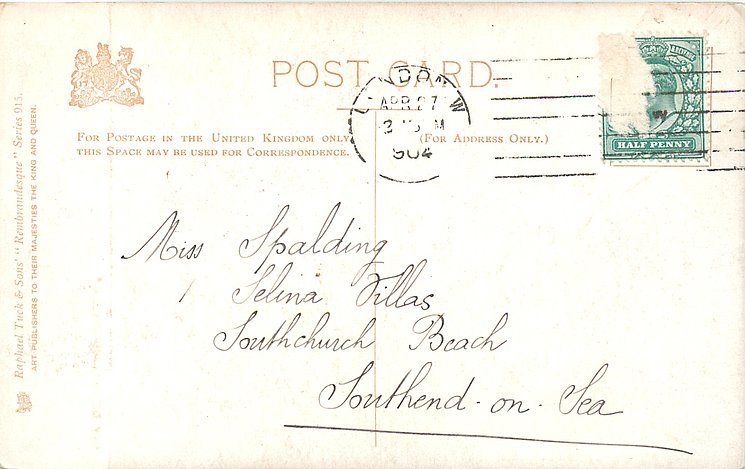 POST CARD.
LONDON W
APR 27
904
HALF PENNY
FOR POSTAGE IN THE UNITED KINGDOM ONLY
THIS SPACE MAY BE USED FOR CORRESPONDENCE.
(FOR ADDRESS ONLY.)
Raphael Tuck & Sons' "Rembrandtesque" Series 915.
ART PUBLISHERS TO THEIR MAJESTIES THE KING AND QUEEN.
Miss Spalding
1 Selina Villas
Southchurch Beach
Southend-on-Sea